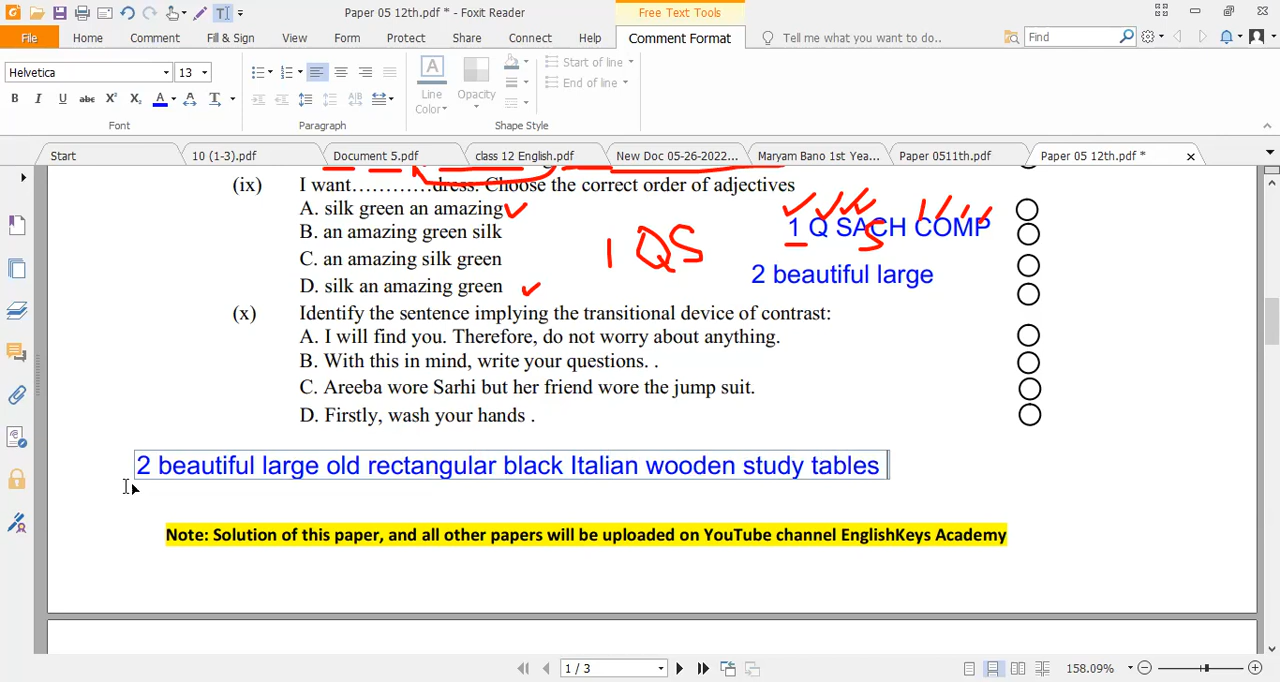 Paper 05 12th.pdf * - Foxit Reader
Free Text Tools
File Home Comment Fill & Sign View Form Protect Share Connect Help Comment Format Tell me what you want to do.. Find
Helvetica 13
Start of line
End of line
B I U abc X² X₂ A A T
Line Color Opacity
Font Paragraph Shape Style
Start 10 (1-3).pdf Document 5.pdf class 12 English.pdf New Doc 05-26-2022... Maryam Bano 1st Yea... Paper 0511th.pdf Paper 05 12th.pdf *
(ix) I want…………dress. Choose the correct order of adjectives
A. silk green an amazing
B. an amazing green silk
C. an amazing silk green
D. silk an amazing green
1 QS
1 Q SACH COMP
S
2 beautiful large
(x) Identify the sentence implying the transitional device of contrast:
A. I will find you. Therefore, do not worry about anything.
B. With this in mind, write your questions. .
C. Areeba wore Sarhi but her friend wore the jump suit.
D. Firstly, wash your hands .
2 beautiful large old rectangular black Italian wooden study tables
Note: Solution of this paper, and all other papers will be uploaded on YouTube channel EnglishKeys Academy
1 / 3
158.09%